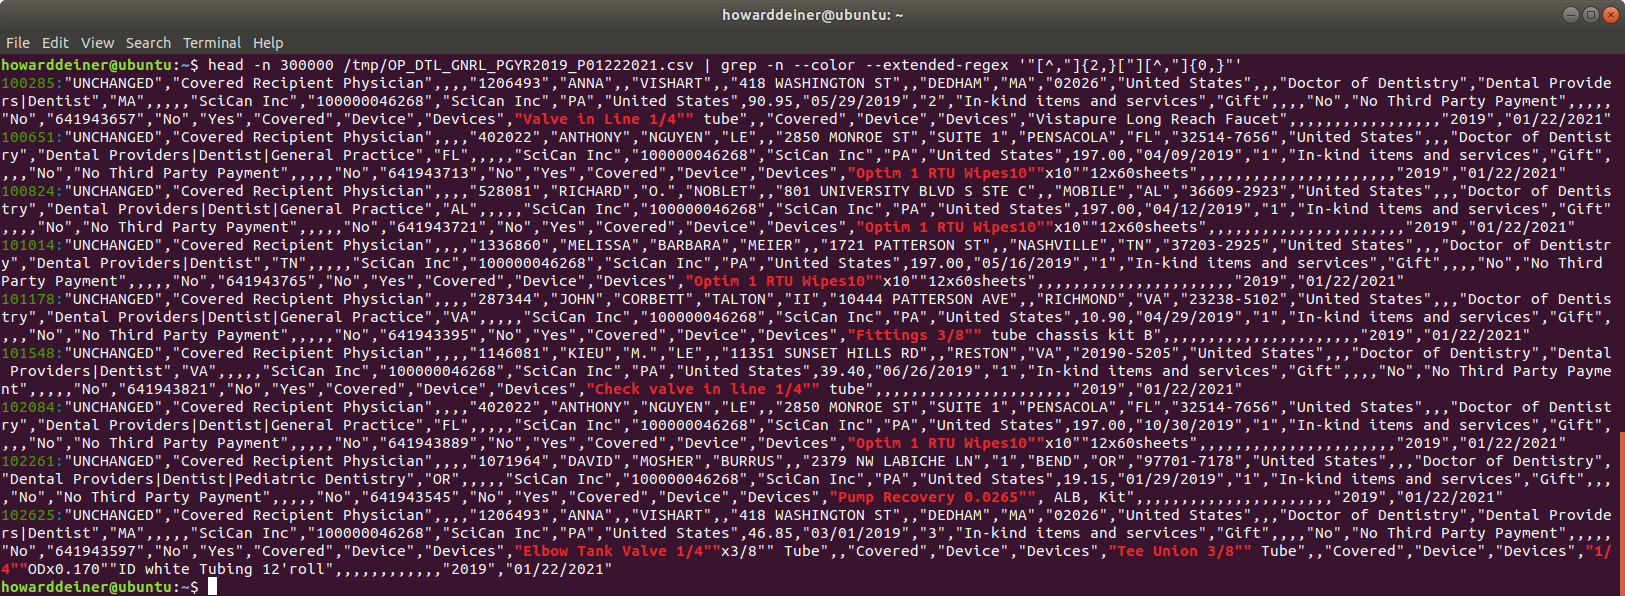 howarddeiner@ubuntu: ~
File Edit View Search Terminal Help
howarddeiner@ubuntu:~$ head -n 300000 /tmp/OP_DTL_GNRL_PGYR2019_P01222021.csv | grep -n --color --extended-regex '"[^,"]{2,}["][^,"]{0,}"'
100285:"UNCHANGED","Covered Recipient Physician",,,,"1206493","ANNA",,"VISHART",,"418 WASHINGTON ST",,"DEDHAM","MA","02026","United States",,,"Doctor of Dentistry","Dental Provide
rs|Dentist","MA",,,,,"SciCan Inc","100000046268","SciCan Inc","PA","United States",90.95,"05/29/2019","2","In-kind items and services","Gift",,,,"No","No Third Party Payment",,,,,
"No","641943657","No","Yes","Covered","Device","Devices","Valve in Line 1/4"" tube",,"Covered","Device","Devices","Vistapure Long Reach Faucet",,,,,,,,,,,,,,,,,"2019","01/22/2021"
100651:"UNCHANGED","Covered Recipient Physician",,,,"402022","ANTHONY","NGUYEN","LE",,"2850 MONROE ST","SUITE 1","PENSACOLA","FL","32514-7656","United States",,,"Doctor of Dentist
ry","Dental Providers|Dentist|General Practice","FL",,,,,"SciCan Inc","100000046268","SciCan Inc","PA","United States",197.00,"04/09/2019","1","In-kind items and services","Gift",
,,,"No","No Third Party Payment",,,,,"No","641943713","No","Yes","Covered","Device","Devices","Optim 1 RTU Wipes10""x10""12x60sheets",,,,,,,,,,,,,,,,,,,,,,"2019","01/22/2021"
100824:"UNCHANGED","Covered Recipient Physician",,,,"528081","RICHARD","O.","NOBLET",,"801 UNIVERSITY BLVD S STE C",,"MOBILE","AL","36609-2923","United States",,,"Doctor of Denti
stry","Dental Providers|Dentist|General Practice","AL",,,,,"SciCan Inc","100000046268","SciCan Inc","PA","United States",197.00,"04/12/2019","1","In-kind items and services","Gift"
,,,,"No","No Third Party Payment",,,,,"No","641943721","No","Yes","Covered","Device","Devices","Optim 1 RTU Wipes10""x10""12x60sheets",,,,,,,,,,,,,,,,,,,,,,"2019","01/22/2021"
101014:"UNCHANGED","Covered Recipient Physician",,,,"1336860","MELISSA","BARBARA","MEIER",,"1721 PATTERSON ST",,"NASHVILLE","TN","37203-2925","United States",,,"Doctor of Dentistr
y","Dental Providers|Dentist","TN",,,,,"SciCan Inc","100000046268","SciCan Inc","PA","United States",197.00,"05/16/2019","1","In-kind items and services","Gift",,,,"No","No Third 
Party Payment",,,,,"No","641943765","No","Yes","Covered","Device","Devices","Optim 1 RTU Wipes10""x10""12x60sheets",,,,,,,,,,,,,,,,,,,,,,"2019","01/22/2021"
101178:"UNCHANGED","Covered Recipient Physician",,,,"287344","JOHN","CORBETT","TALTON","II","10444 PATTERSON AVE",,"RICHMOND","VA","23238-5102","United States",,,"Doctor of Dentis
try","Dental Providers|Dentist|General Practice","VA",,,,,"SciCan Inc","100000046268","SciCan Inc","PA","United States",10.90,"04/29/2019","1","In-kind items and services","Gift",
,,,"No","No Third Party Payment",,,,,"No","641943395","No","Yes","Covered","Device","Devices","Fittings 3/8"" tube chassis kit B",,,,,,,,,,,,,,,,,,,,,,"2019","01/22/2021"
101548:"UNCHANGED","Covered Recipient Physician",,,,"1146081","KIEU","M.","LE",,"11351 SUNSET HILLS RD",,"RESTON","VA","20190-5205","United States",,,"Doctor of Dentistry","Dental
 Providers|Dentist","VA",,,,,"SciCan Inc","100000046268","SciCan Inc","PA","United States",39.40,"06/26/2019","1","In-kind items and services","Gift",,,,"No","No Third Party Payme
nt",,,,,"No","641943821","No","Yes","Covered","Device","Devices","Check valve in line 1/4"" tube",,,,,,,,,,,,,,,,,,,,,,"2019","01/22/2021"
102084:"UNCHANGED","Covered Recipient Physician",,,,"402022","ANTHONY","NGUYEN","LE",,"2850 MONROE ST","SUITE 1","PENSACOLA","FL","32514-7656","United States",,,"Doctor of Dentist
ry","Dental Providers|Dentist|General Practice","FL",,,,,"SciCan Inc","100000046268","SciCan Inc","PA","United States",197.00,"10/30/2019","1","In-kind items and services","Gift",
,,,"No","No Third Party Payment",,,,,"No","641943889","No","Yes","Covered","Device","Devices","Optim 1 RTU Wipes10""x10""12x60sheets",,,,,,,,,,,,,,,,,,,,,,"2019","01/22/2021"
102261:"UNCHANGED","Covered Recipient Physician",,,,"1071964","DAVID","MOSHER","BURRUS",,"2379 NW LABICHE LN","1","BEND","OR","97701-7178","United States",,,"Doctor of Dentistry",
"Dental Providers|Dentist|Pediatric Dentistry","OR",,,,,"SciCan Inc","100000046268","SciCan Inc","PA","United States",19.15,"01/29/2019","1","In-kind items and services","Gift",,,
,"No","No Third Party Payment",,,,,"No","641943545","No","Yes","Covered","Device","Devices","Pump Recovery 0.0265"", ALB, Kit",,,,,,,,,,,,,,,,,,,,,,"2019","01/22/2021"
102625:"UNCHANGED","Covered Recipient Physician",,,,"1206493","ANNA",,"VISHART",,"418 WASHINGTON ST",,"DEDHAM","MA","02026","United States",,,"Doctor of Dentistry","Dental Provide
rs|Dentist","MA",,,,,"SciCan Inc","100000046268","SciCan Inc","PA","United States",46.85,"03/01/2019","3","In-kind items and services","Gift",,,,"No","No Third Party Payment",,,,,
"No","641943597","No","Yes","Covered","Device","Devices","Elbow Tank Valve 1/4""x3/8"" Tube",,"Covered","Device","Devices","Tee Union 3/8"" Tube",,"Covered","Device","Devices","1/
4""ODx0.170""ID white Tubing 12'roll",,,,,,,,,,,,"2019","01/22/2021"
howarddeiner@ubuntu:~$